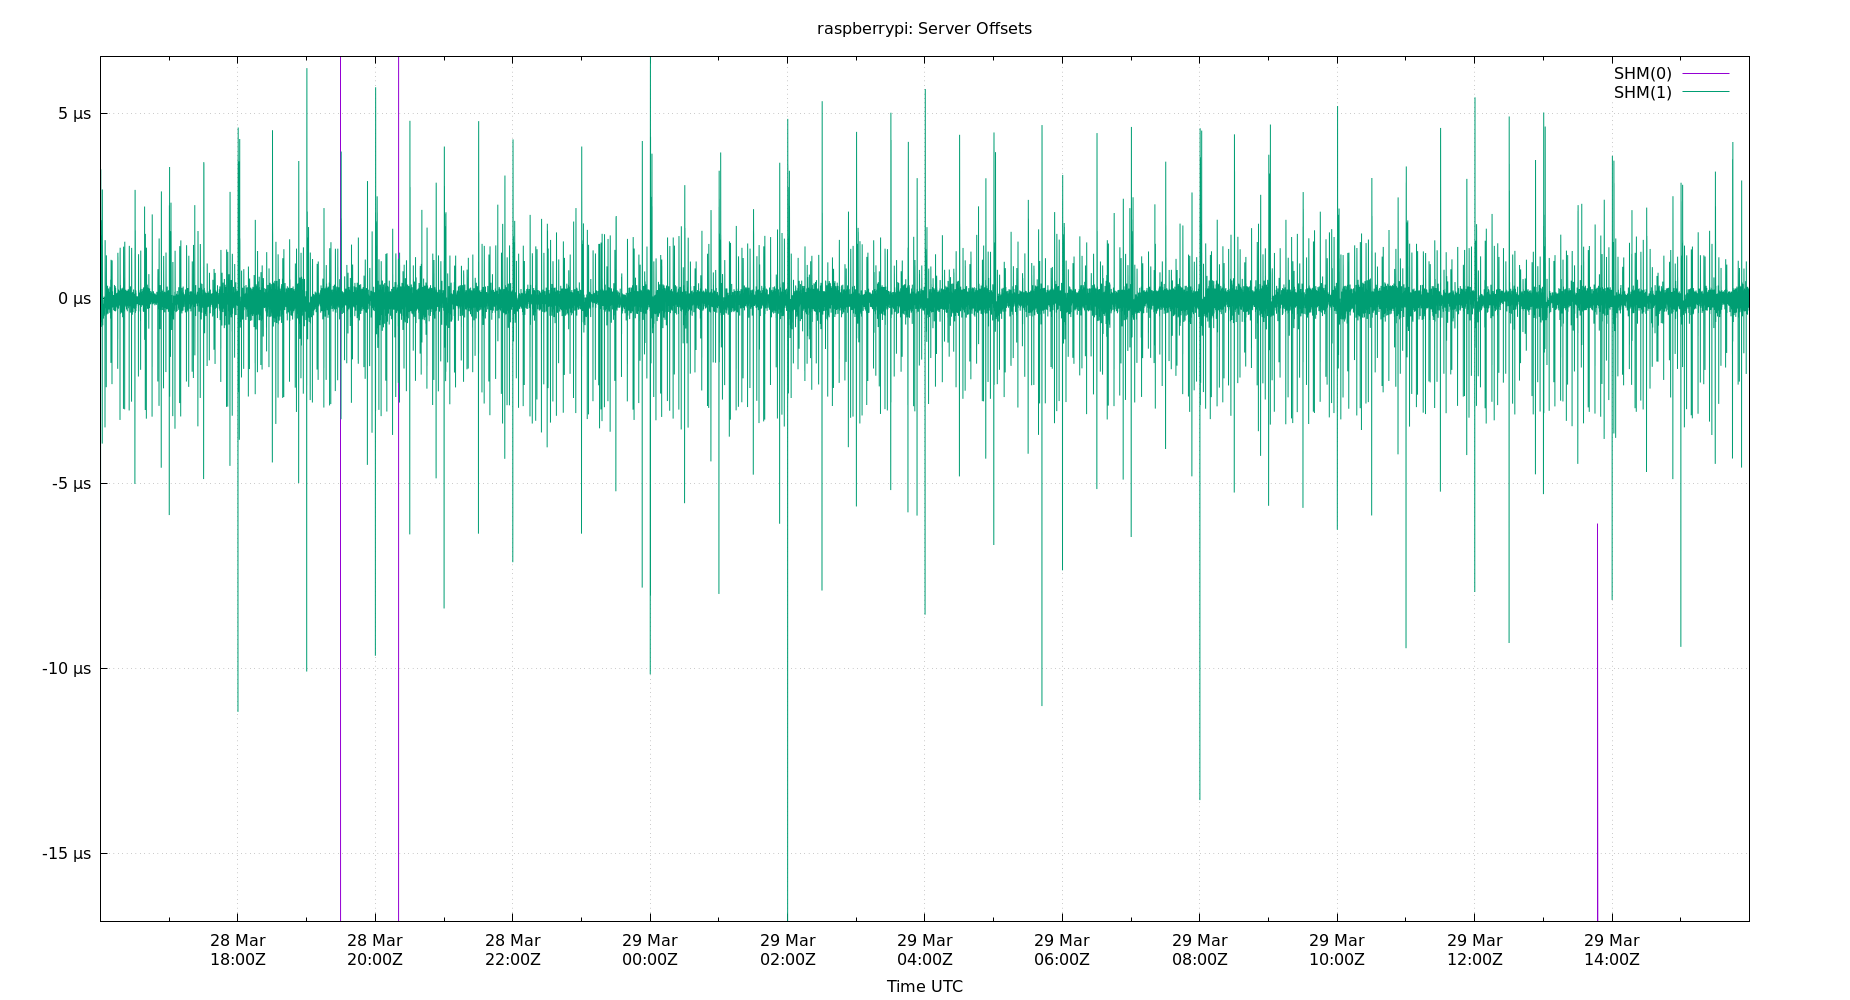 raspberrypi: Server Offsets
SHM(0)
SHM(1)
5 µs
0 µs
-5 µs
-10 µs
-15 µs
28 Mar 28 Mar 28 Mar 29 Mar 29 Mar 29 Mar 29 Mar 29 Mar 29 Mar 29 Mar 29 Mar
18:00Z 20:00Z 22:00Z 00:00Z 02:00Z 04:00Z 06:00Z 08:00Z 10:00Z 12:00Z 14:00Z
Time UTC